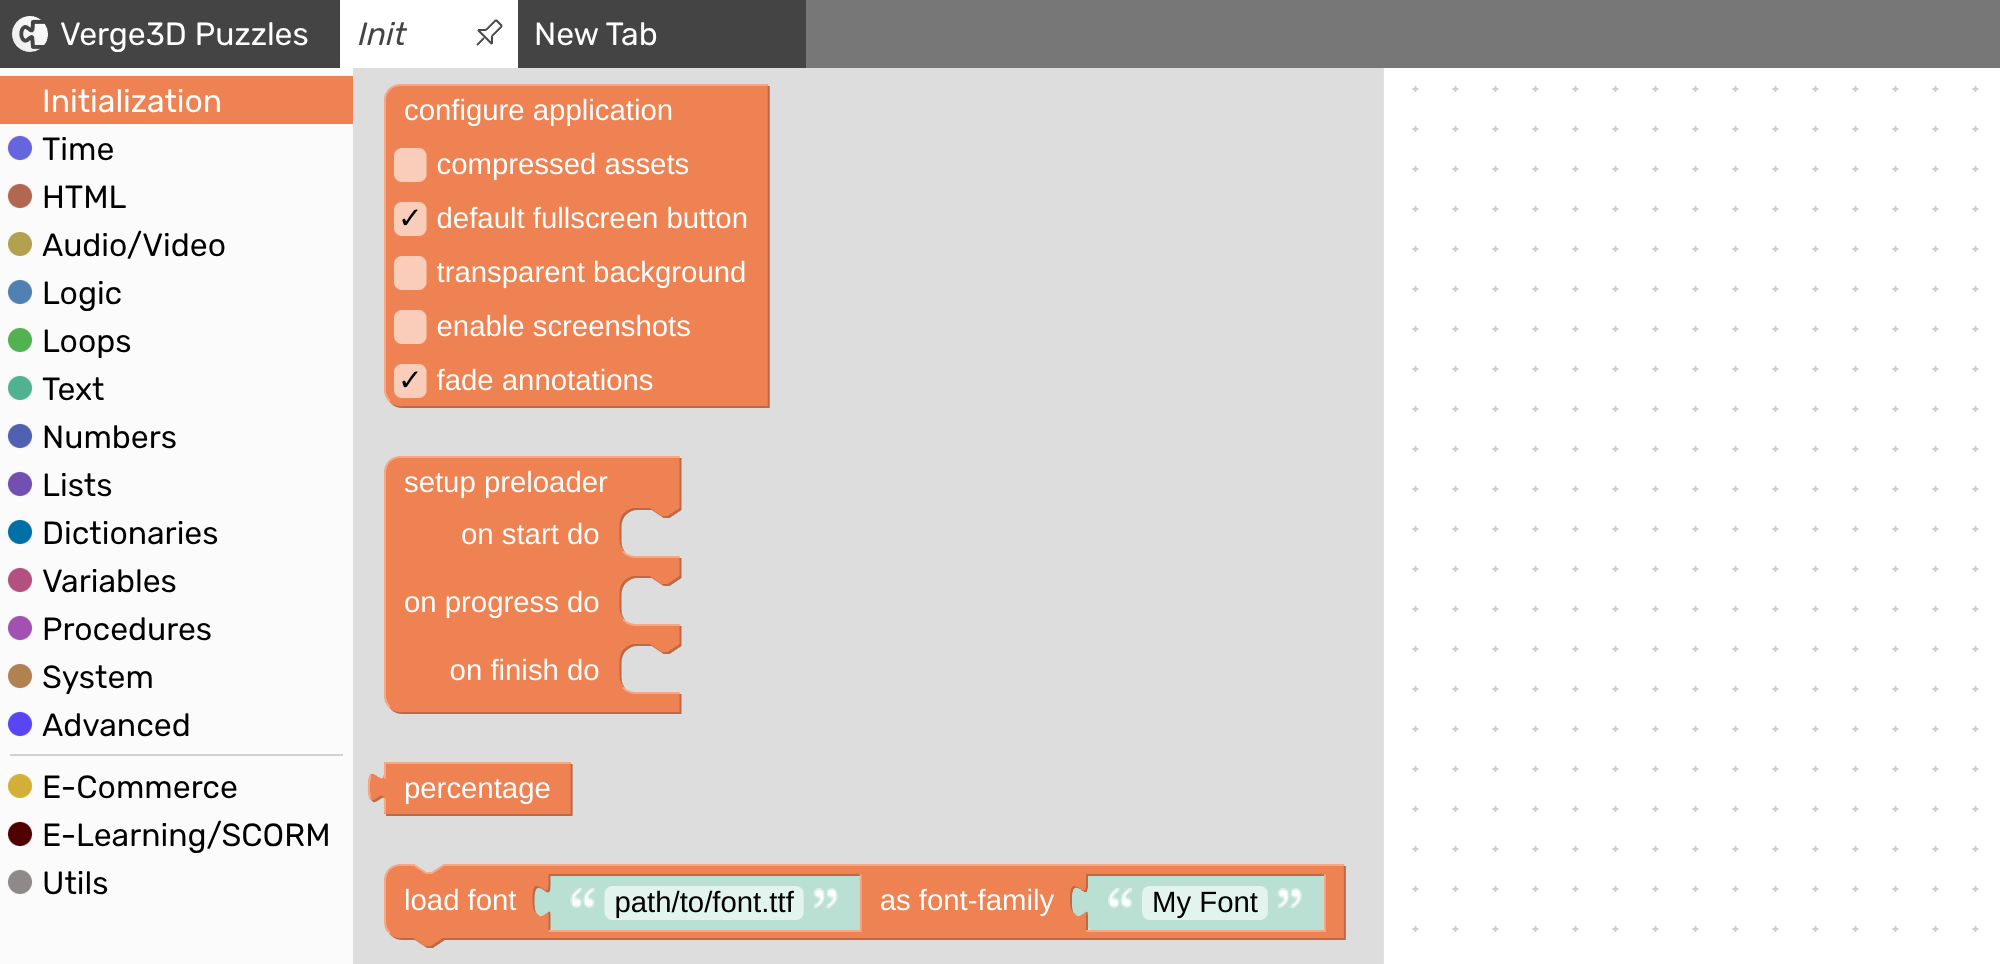 Verge3D Puzzles
Init
New Tab
Initialization
Time
HTML
Audio/Video
Logic
Loops
Text
Numbers
Lists
Dictionaries
Variables
Procedures
System
Advanced
E-Commerce
E-Learning/SCORM
Utils
configure application
compressed assets
✓ default fullscreen button
transparent background
enable screenshots
✓ fade annotations
setup preloader
on start do
on progress do
on finish do
percentage
load font “ path/to/font.ttf ” as font-family “ My Font ”